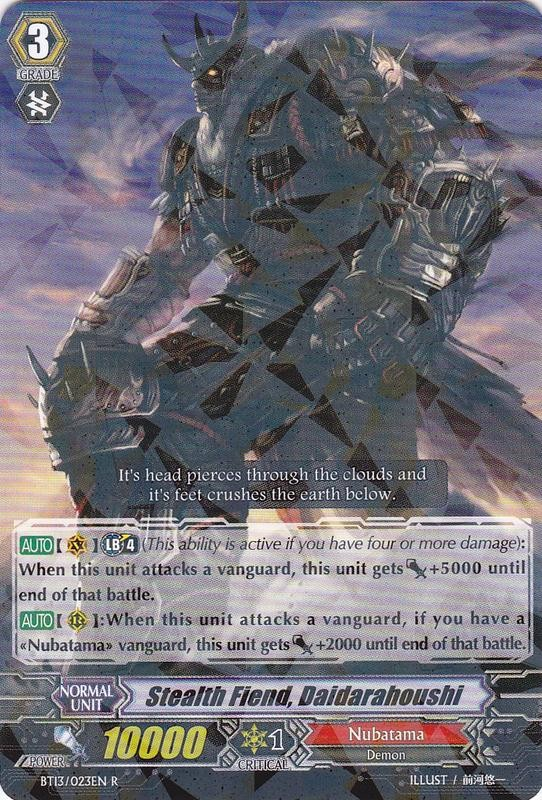 3
GRADE
It's head pierces through the clouds and
it's feet crushes the earth below.
AUTO【V】LB4(This ability is active if you have four or more damage):
When this unit attacks a vanguard, this unit gets +5000 until
end of that battle.
AUTO【R】:When this unit attacks a vanguard, if you have a
«Nubatama» vanguard, this unit gets +2000 until end of that battle.
NORMAL
UNIT
Stealth Fiend, Daidarahoushi
POWER
10000
1
CRITICAL
Nubatama
Demon
BT13/023EN R
ILLUST / 前河悠一